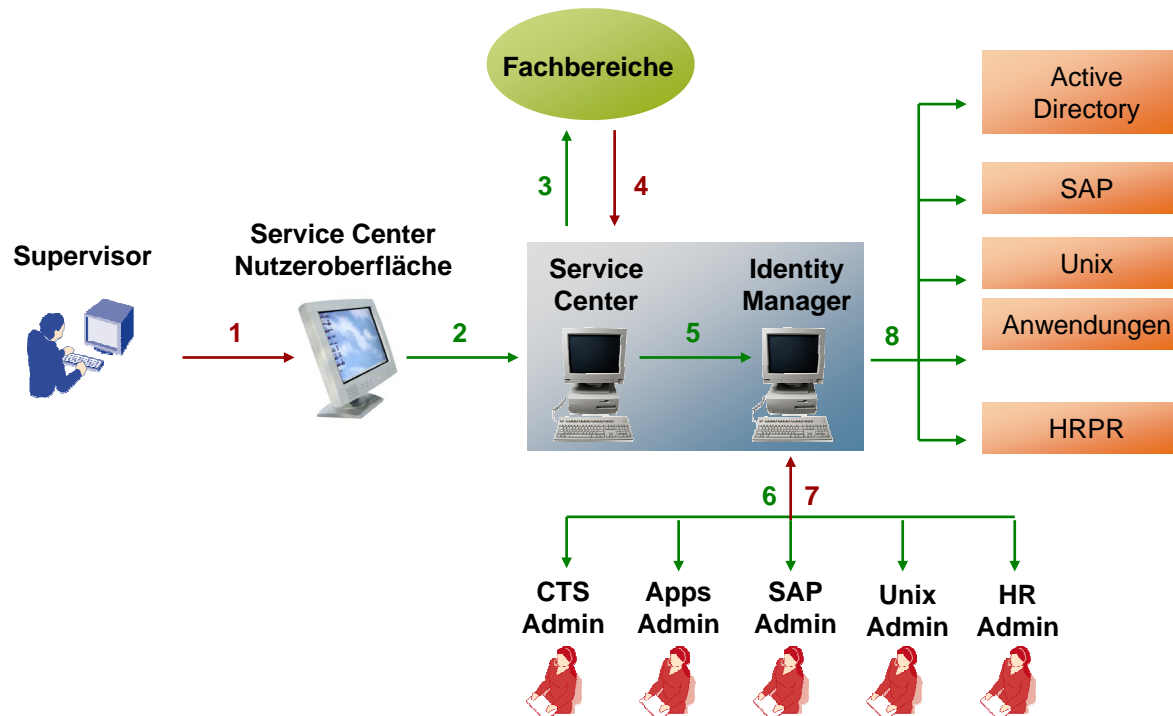 Fachbereiche
Active
Directory
3
4
SAP
Supervisor
Service Center
Nutzeroberfläche
Service
Center
Identity
Manager
Unix
1
2
5
8
Anwendungen
HRPR
6
7
CTS
Admin
Apps
Admin
SAP
Admin
Unix
Admin
HR
Admin